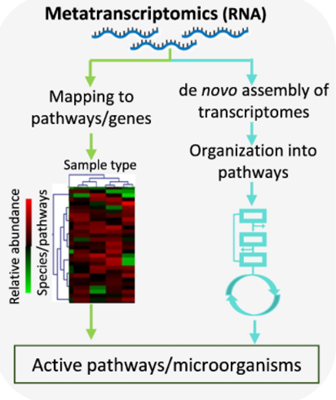 Metatranscriptomics (RNA)
Mapping to
pathways/genes
de novo assembly of
transcriptomes
Organization into
pathways
Sample type
Relative abundance
Species/pathways
Active pathways/microorganisms